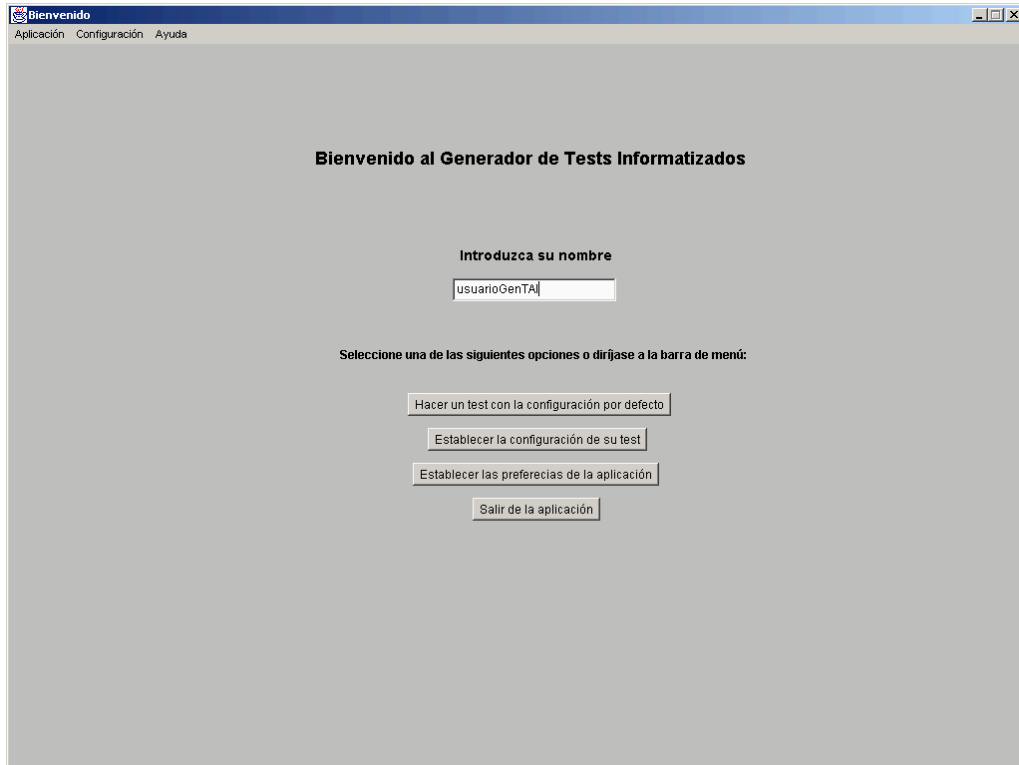 Bienvenido
Aplicación Configuración Ayuda
Bienvenido al Generador de Tests Informatizados
Introduzca su nombre
usuarioGenTAI
Seleccione una de las siguientes opciones o diríjase a la barra de menú:
Hacer un test con la configuración por defecto
Establecer la configuración de su test
Establecer las preferecias de la aplicación
Salir de la aplicación